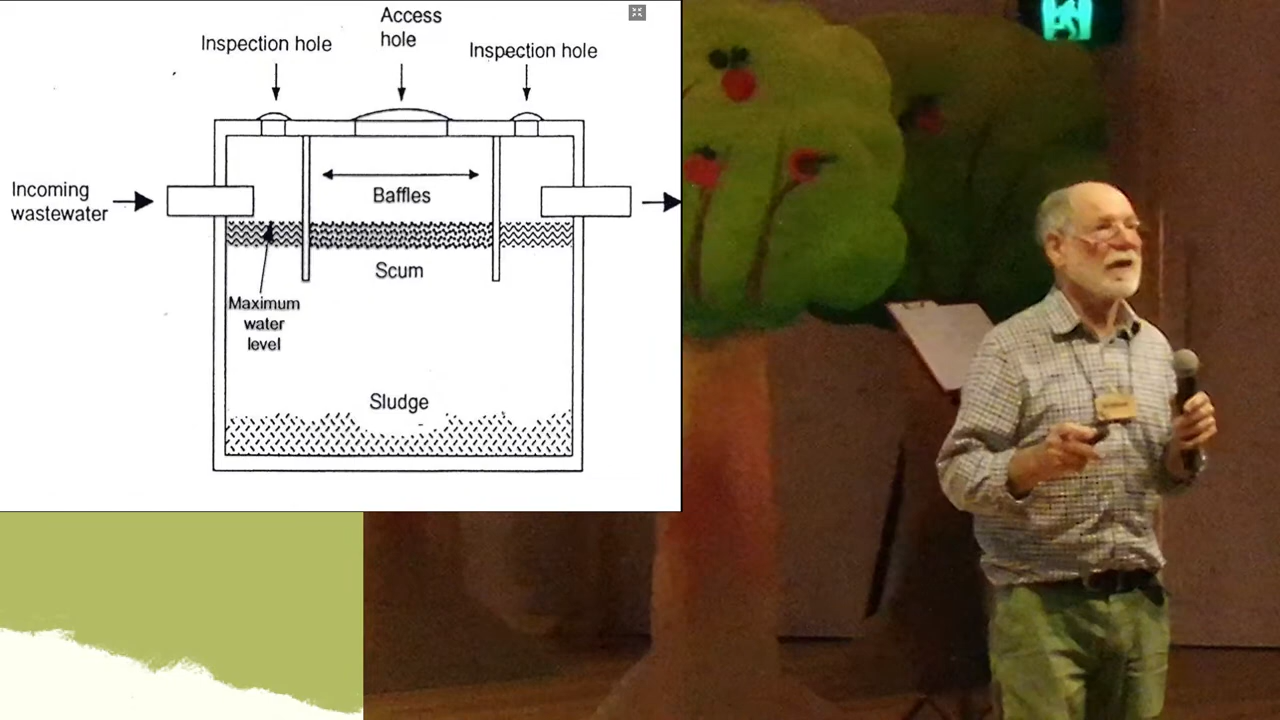 Access
hole
Inspection hole
Inspection hole
Incoming
wastewater
Baffles
Scum
Maximum
water
level
Sludge